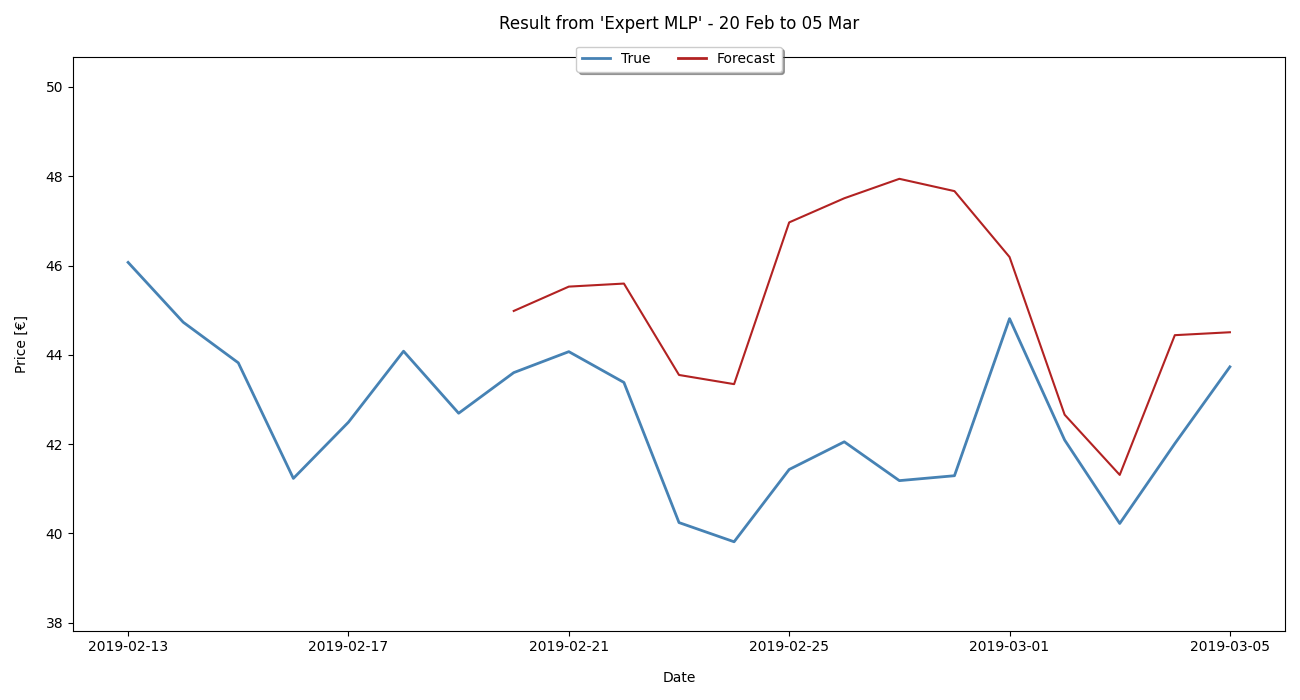 Result from 'Expert MLP' - 20 Feb to 05 Mar
True Forecast
50
48
46
44
42
40
38
Price [€]
2019-02-13 2019-02-17 2019-02-21 2019-02-25 2019-03-01 2019-03-05
Date